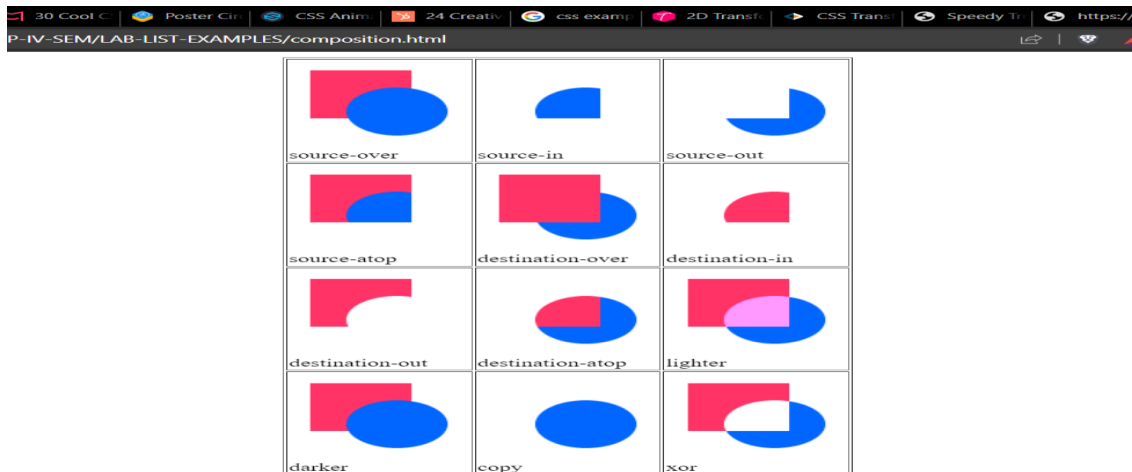 30 Cool C Poster Cir CSS Anim 24 Creativ css examp 2D Transf CSS Trans Speedy Tr https:/
P-IV-SEM/LAB-LIST-EXAMPLES/composition.html
source-over source-in source-out
source-atop destination-over destination-in
destination-out destination-atop lighter
darker copy xor